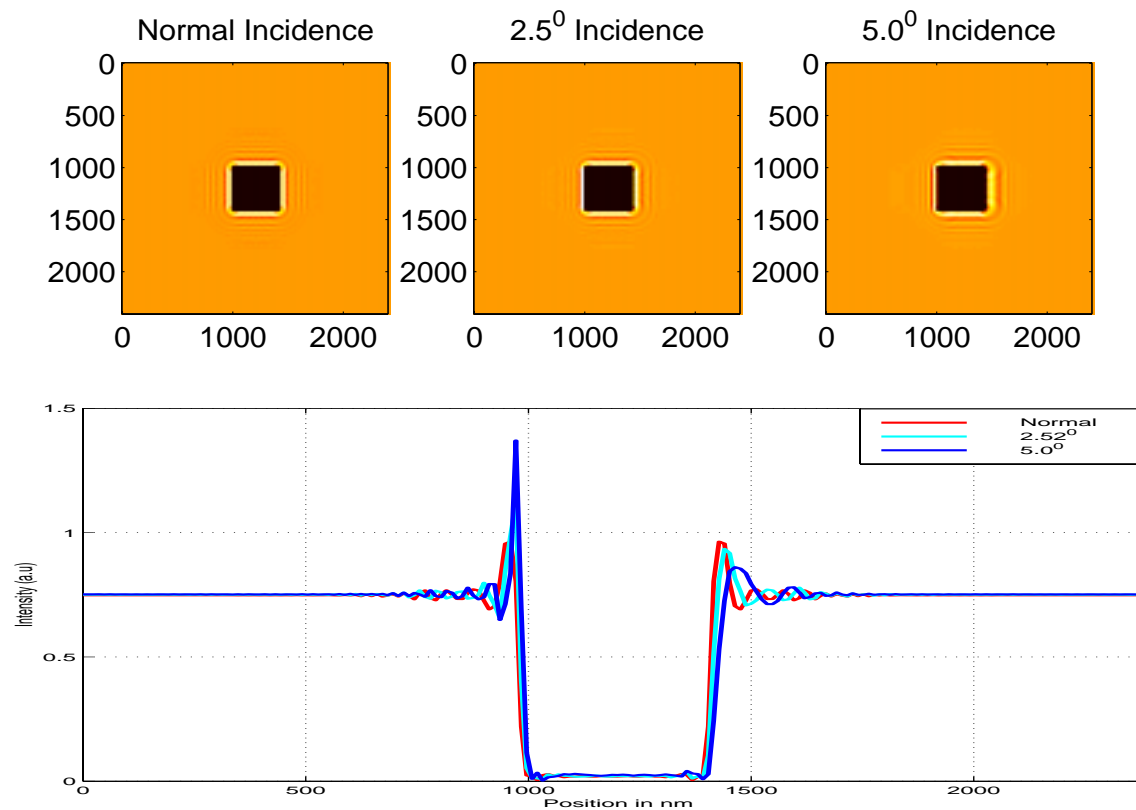 Normal Incidence 2.5⁰ Incidence 5.0⁰ Incidence
0 0 0
500 500 500
1000 1000 1000
1500 1500 1500
2000 2000 2000
0 1000 2000 0 1000 2000 0 1000 2000
1.5
Normal
2.52⁰
5.0⁰
1
Intensity (a.u)
0.5
0
0 500 1000 1500 2000
Position in nm